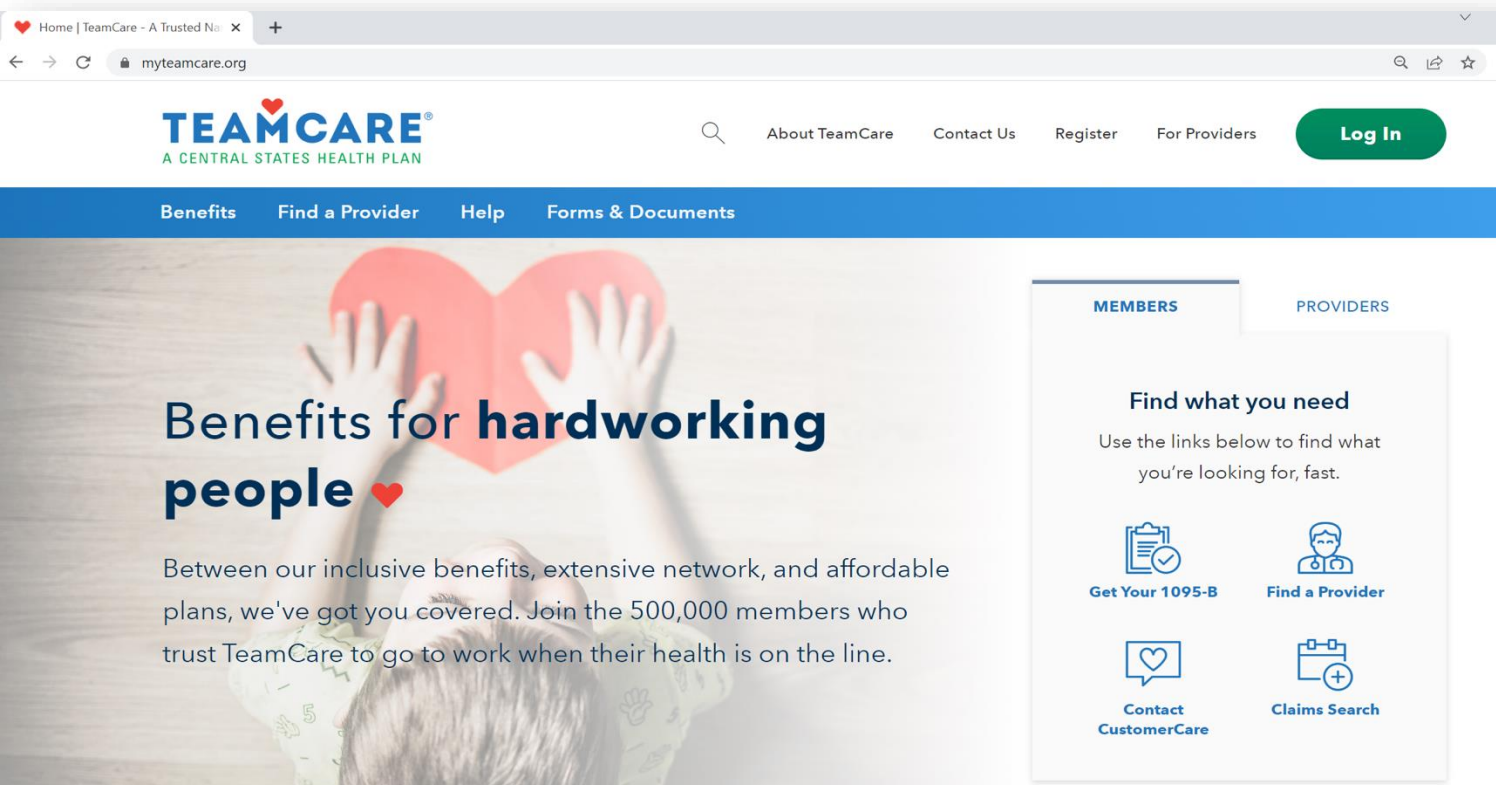 Home | TeamCare - A Trusted Na
myteamcare.org
TEAMCARE®
A CENTRAL STATES HEALTH PLAN
About TeamCare
Contact Us
Register
For Providers
Log In
Benefits
Find a Provider
Help
Forms & Documents
Benefits for hardworking
people
Between our inclusive benefits, extensive network, and affordable
plans, we've got you covered. Join the 500,000 members who
trust TeamCare to go to work when their health is on the line.
MEMBERS
PROVIDERS
Find what you need
Use the links below to find what
you’re looking for, fast.
Get Your 1095-B
Find a Provider
Contact
CustomerCare
Claims Search
5